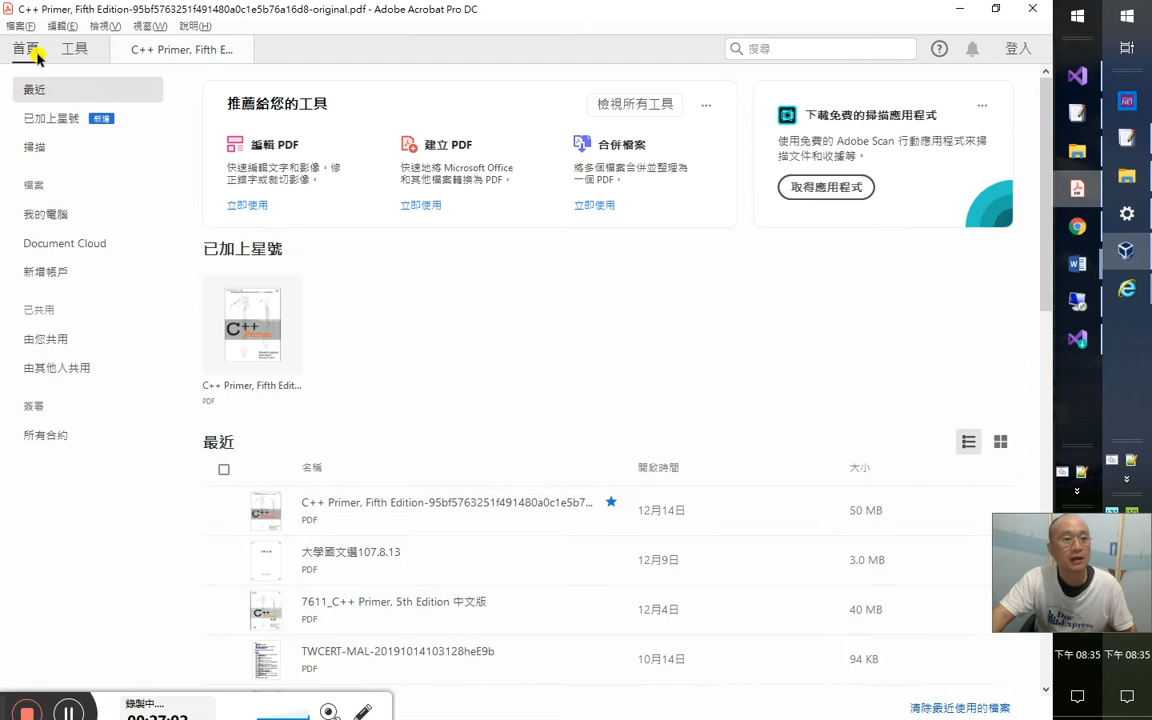 C++ Primer, Fifth Edition-95bf5763251f491480a0c1e5b76a16d8-original.pdf - Adobe Acrobat Pro DC
檔案(F) 編輯(E) 檢視(V) 視窗(W) 說明(H)
首頁 工具 C++ Primer, Fifth E... 搜尋 登入
最近
已加上星號 新增
掃描
檔案
我的電腦
Document Cloud
新增帳戶
已共用
由您共用
由其他人共用
簽署
所有合約
推薦給您的工具 檢視所有工具 ...
編輯 PDF
快速編輯文字和影像。修
正錯字或裁切影像。
立即使用
建立 PDF
快速地將 Microsoft Office
和其他檔案轉換為 PDF。
立即使用
合併檔案
將多個檔案合併並整理為
一個 PDF。
立即使用
下載免費的掃描應用程式 ...
使用免費的 Adobe Scan 行動應用程式來掃
描文件和收據等。
取得應用程式
已加上星號
C++
Primer
C++ Primer, Fifth Edit...
PDF
最近
名稱 開啟時間 大小
C++ Primer, Fifth Edition-95bf5763251f491480a0c1e5b7... 12月14日 50 MB
PDF
大學國文選107.8.13 12月9日 3.0 MB
PDF
7611_C++ Primer, 5th Edition 中文版 12月4日 40 MB
PDF
TWCERT-MAL-20191014103128heE9b 10月14日 94 KB
PDF
清除最近使用的檔案
錄製中....
00:27:02
下午 08:35 下午 08:35